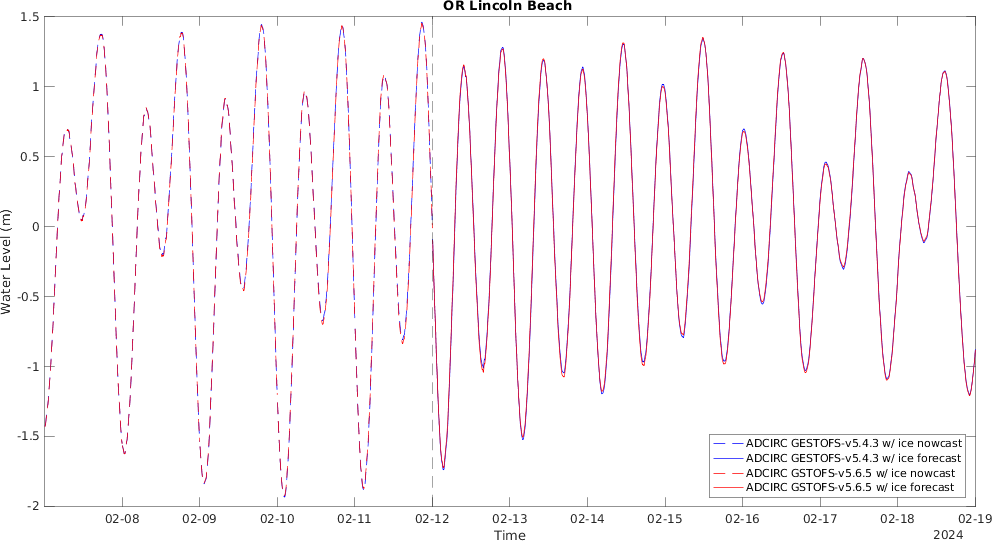 OR Lincoln Beach
1.5
1
0.5
0
-0.5
-1
-1.5
-2
Water Level (m)
02-08 02-09 02-10 02-11 02-12 02-13 02-14 02-15 02-16 02-17 02-18 02-19
Time
2024
ADCIRC GESTOFS-v5.4.3 w/ ice nowcast
ADCIRC GESTOFS-v5.4.3 w/ ice forecast
ADCIRC GSTOFS-v5.6.5 w/ ice nowcast
ADCIRC GSTOFS-v5.6.5 w/ ice forecast